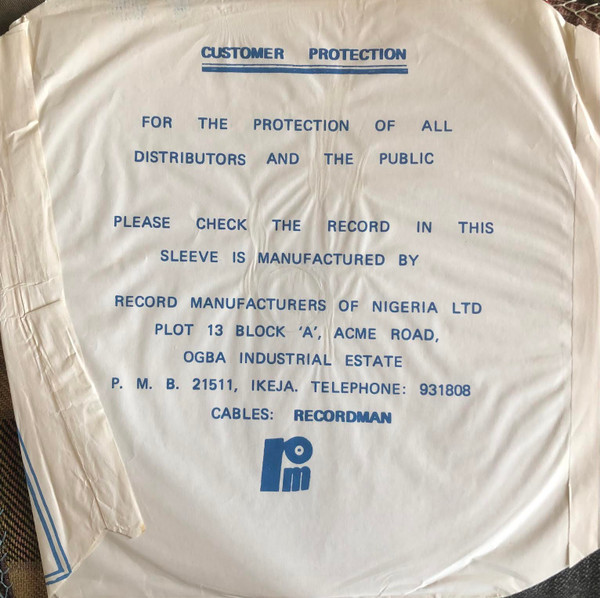 CUSTOMER PROTECTION
FOR THE PROTECTION OF ALL
DISTRIBUTORS AND THE PUBLIC
PLEASE CHECK THE RECORD IN THIS
SLEEVE IS MANUFACTURED BY
RECORD MANUFACTURERS OF NIGERIA LTD
PLOT 13 BLOCK 'A', ACME ROAD,
OGBA INDUSTRIAL ESTATE
P. M. B. 21511, IKEJA. TELEPHONE: 931808
CABLES: RECORDMAN
rom